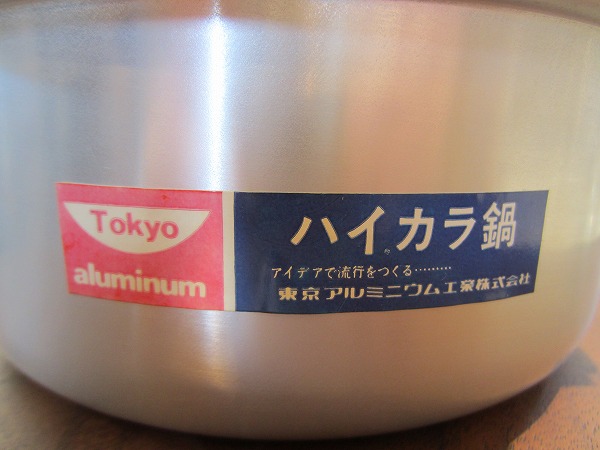 Tokyo
aluminum
ハイカラ鍋
アイデアで流行をつくる………
東京アルミニウム工業株式会社